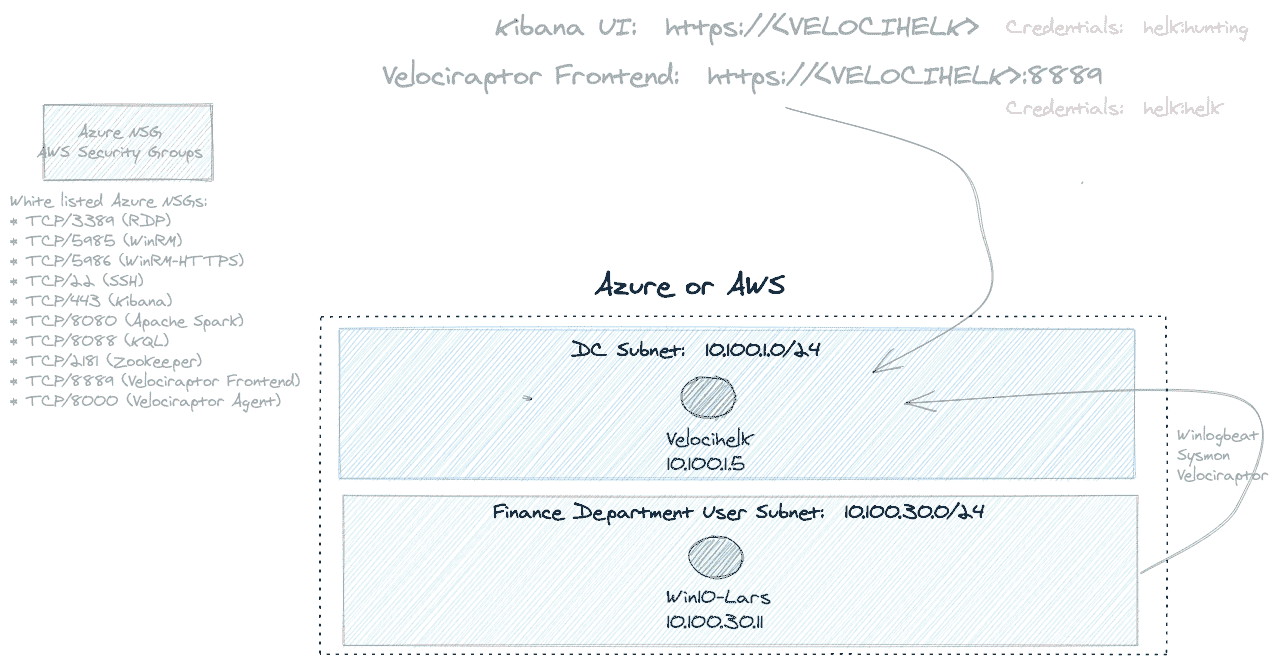 Kibana UI: https://<VELOCIHELK> Credentials: helk:hunting
Velociraptor Frontend: https://<VELOCIHELK>:8889
Credentials: helk:helk
Azure NSG
AWS Security Groups
White listed Azure NSGs:
* TCP/3389 (RDP)
* TCP/5985 (WinRM)
* TCP/5986 (WinRM-HTTPS)
* TCP/22 (SSH)
* TCP/443 (Kibana)
* TCP/8080 (Apache Spark)
* TCP/8088 (KQL)
* TCP/2181 (Zookeeper)
* TCP/8889 (Velociraptor Frontend)
* TCP/8000 (Velociraptor Agent)
Azure or AWS
DC Subnet: 10.100.1.0/24
Velocihelk
10.100.1.5
Winlogbeat
Sysmon
Velociraptor
Finance Department User Subnet: 10.100.30.0/24
Win10-Lars
10.100.30.11